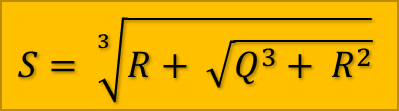 S = ∛(R + √(Q³ + R²))